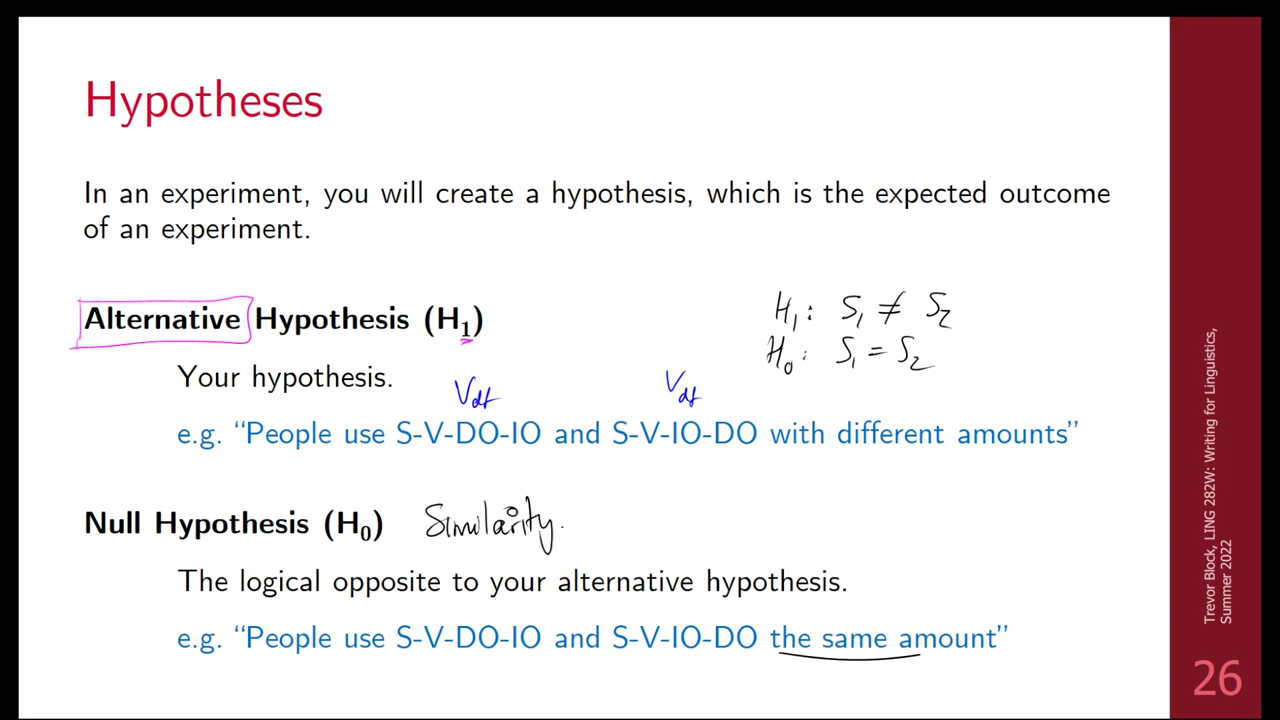 Hypotheses
In an experiment, you will create a hypothesis, which is the expected outcome
of an experiment.
Alternative Hypothesis (H₁)
H₁: S₁ ≠ S₂
H₀: S₁ = S₂
Your hypothesis.
V_dt V_dt
e.g. “People use S-V-DO-IO and S-V-IO-DO with different amounts”
Null Hypothesis (H₀) Similarity.
The logical opposite to your alternative hypothesis.
e.g. “People use S-V-DO-IO and S-V-IO-DO the same amount”
Trevor Block, LING 282W: Writing for Linguistics,
Summer 2022
26